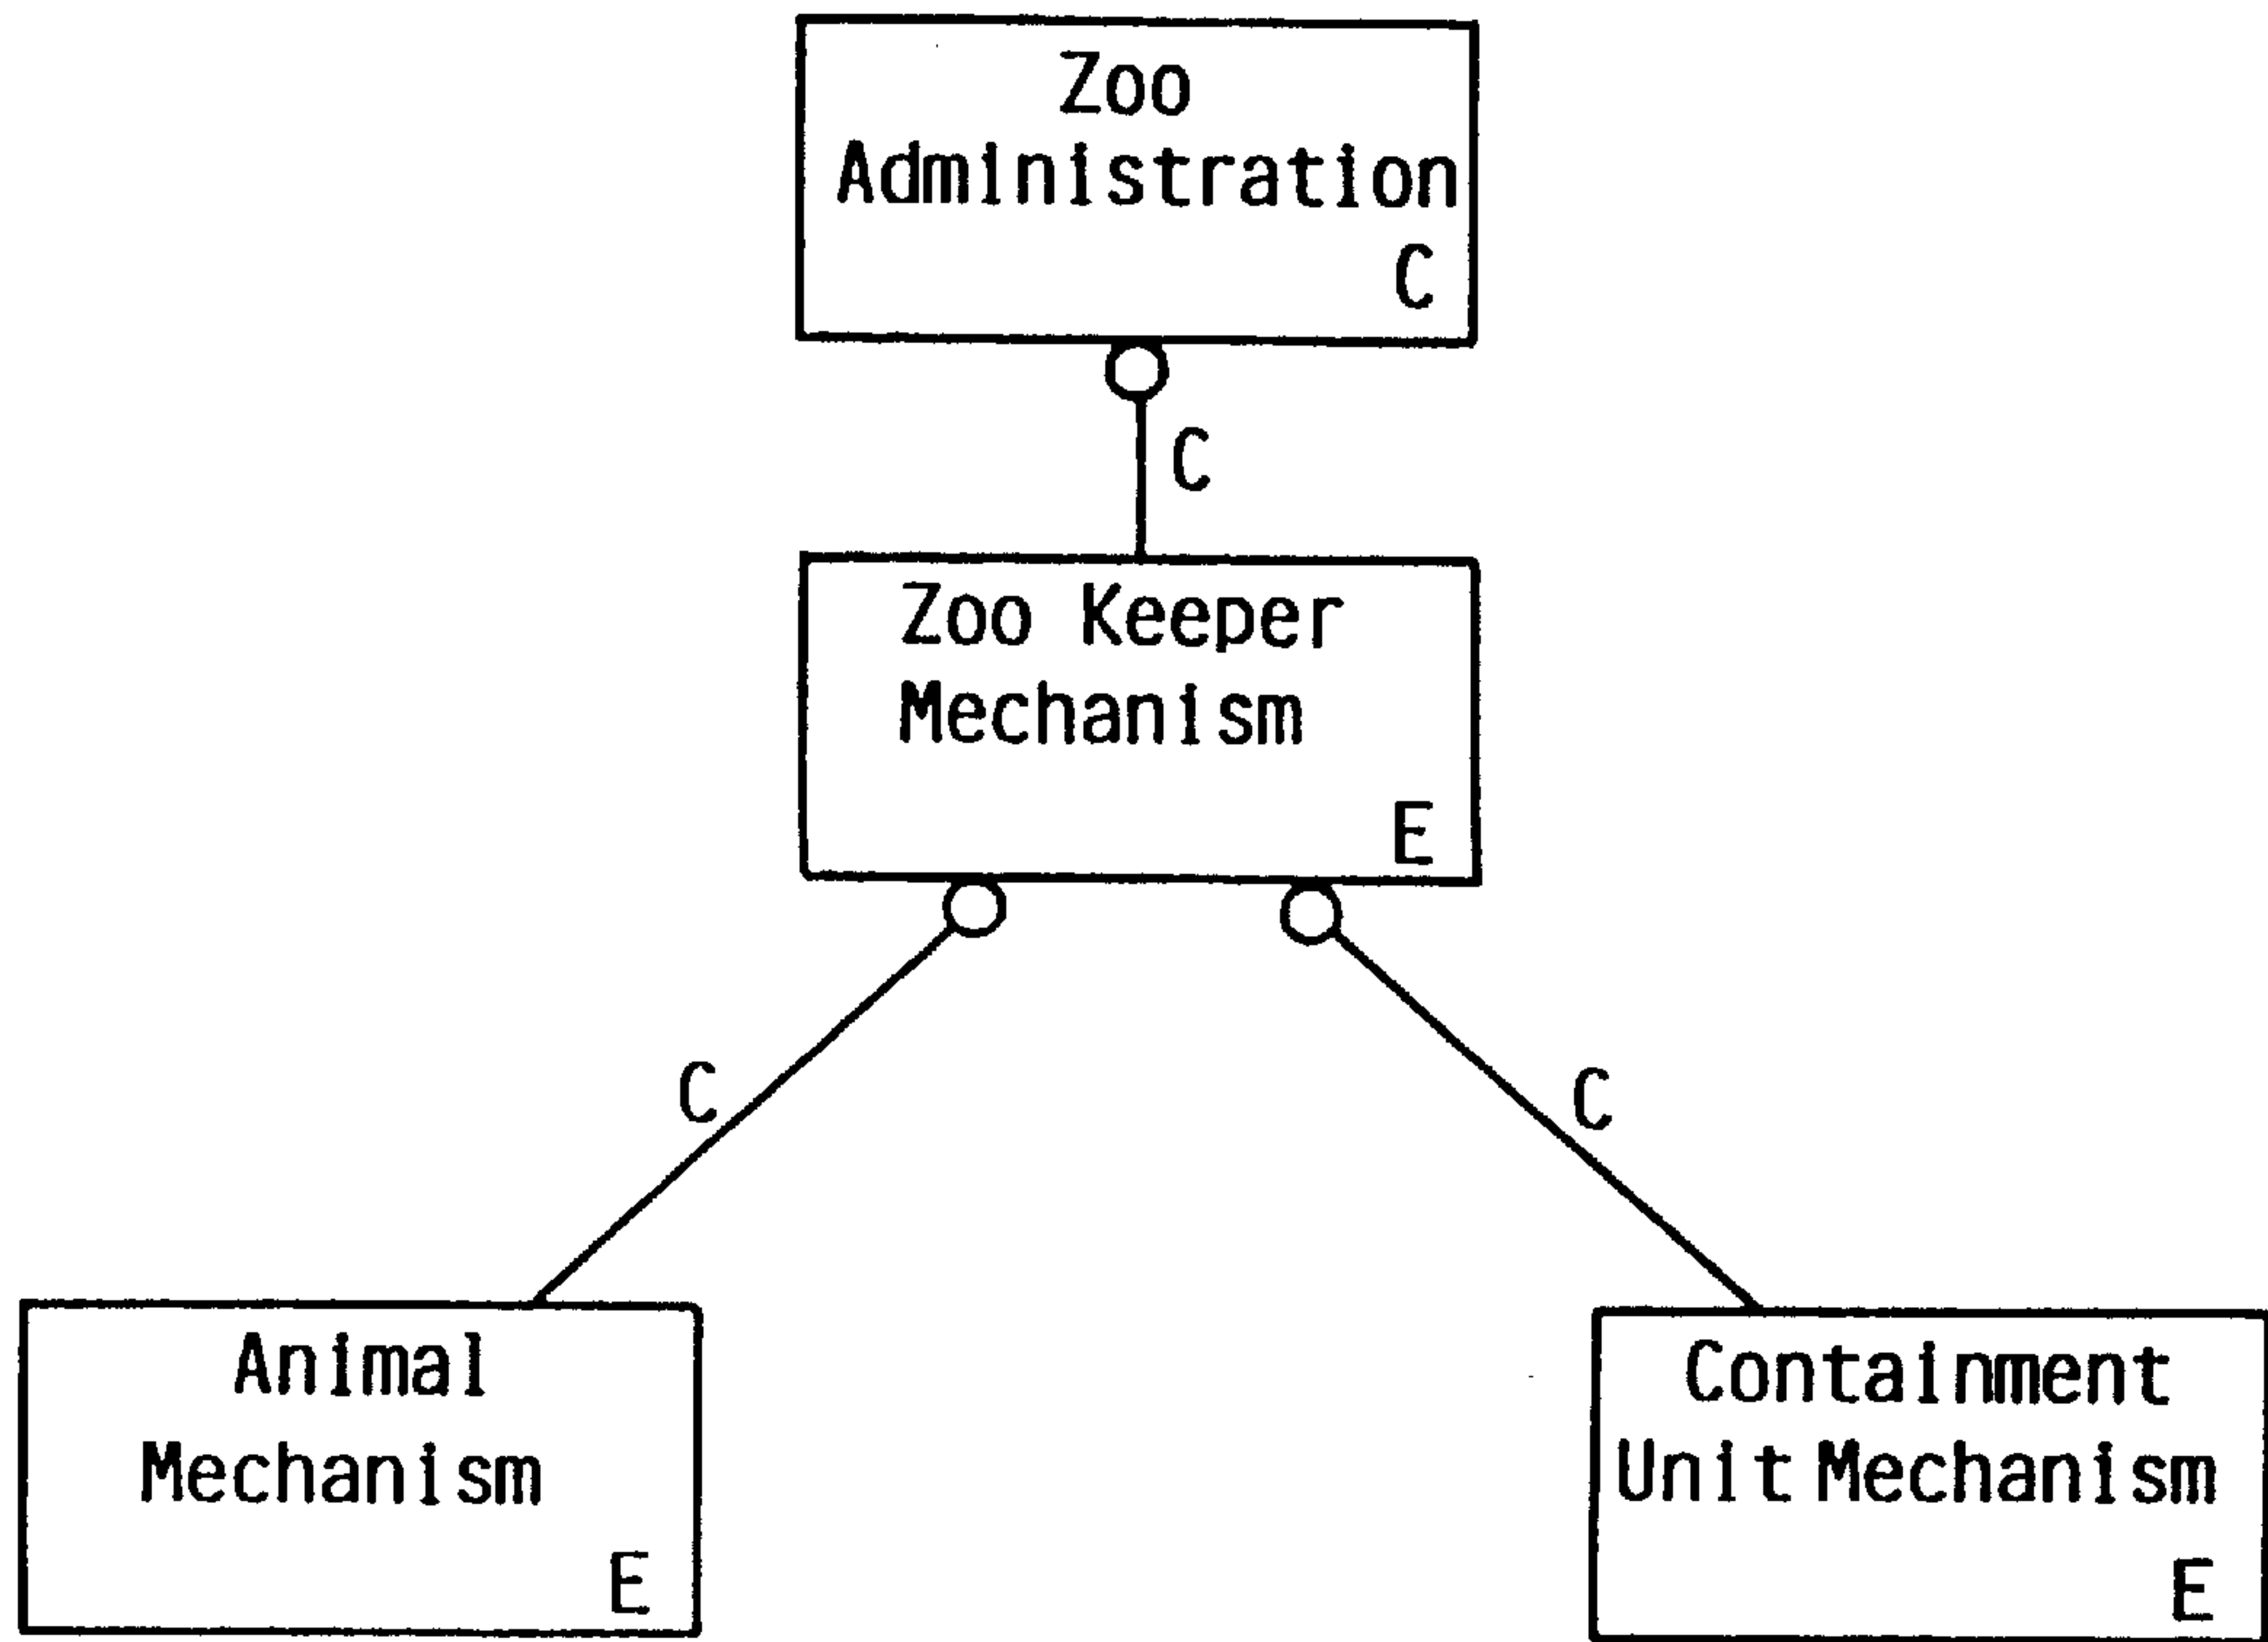 Zoo
Administration
C
C
Zoo Keeper
Mechanism
E
C
C
Animal
Mechanism
E
Containment
Unit Mechanism
E